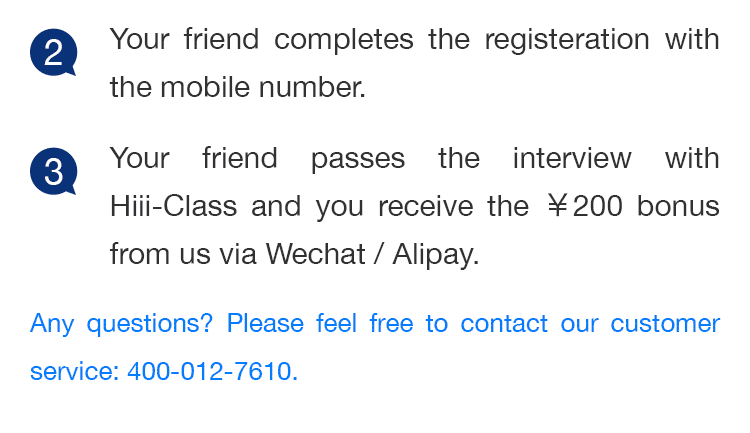 2 Your friend completes the registeration with
the mobile number.
3 Your friend passes the interview with
Hiii-Class and you receive the ￥200 bonus
from us via Wechat / Alipay.
Any questions? Please feel free to contact our customer
service: 400-012-7610.